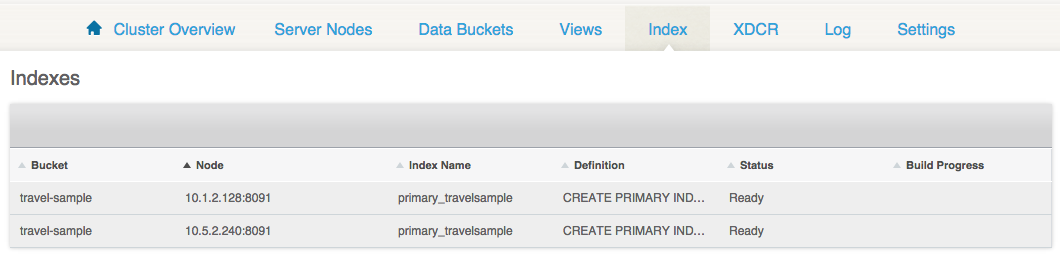 Cluster Overview Server Nodes Data Buckets Views Index XDCR Log Settings
Indexes
Bucket Node Index Name Definition Status Build Progress
travel-sample 10.1.2.128:8091 primary_travelsample CREATE PRIMARY IND... Ready
travel-sample 10.5.2.240:8091 primary_travelsample CREATE PRIMARY IND... Ready